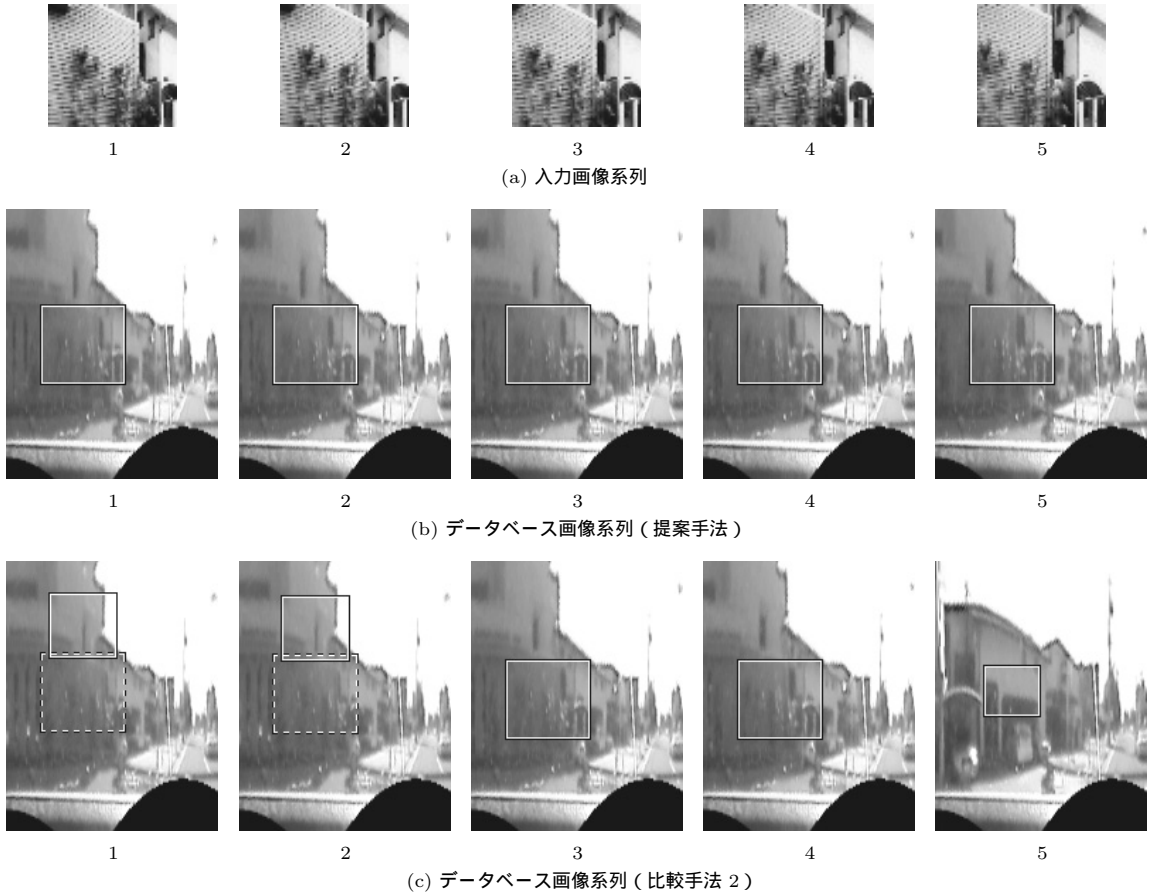 1 2 3 4 5
(a) 入力画像系列
1 2 3 4 5
(b) データベース画像系列（提案手法）
1 2 3 4 5
(c) データベース画像系列（比較手法 2）